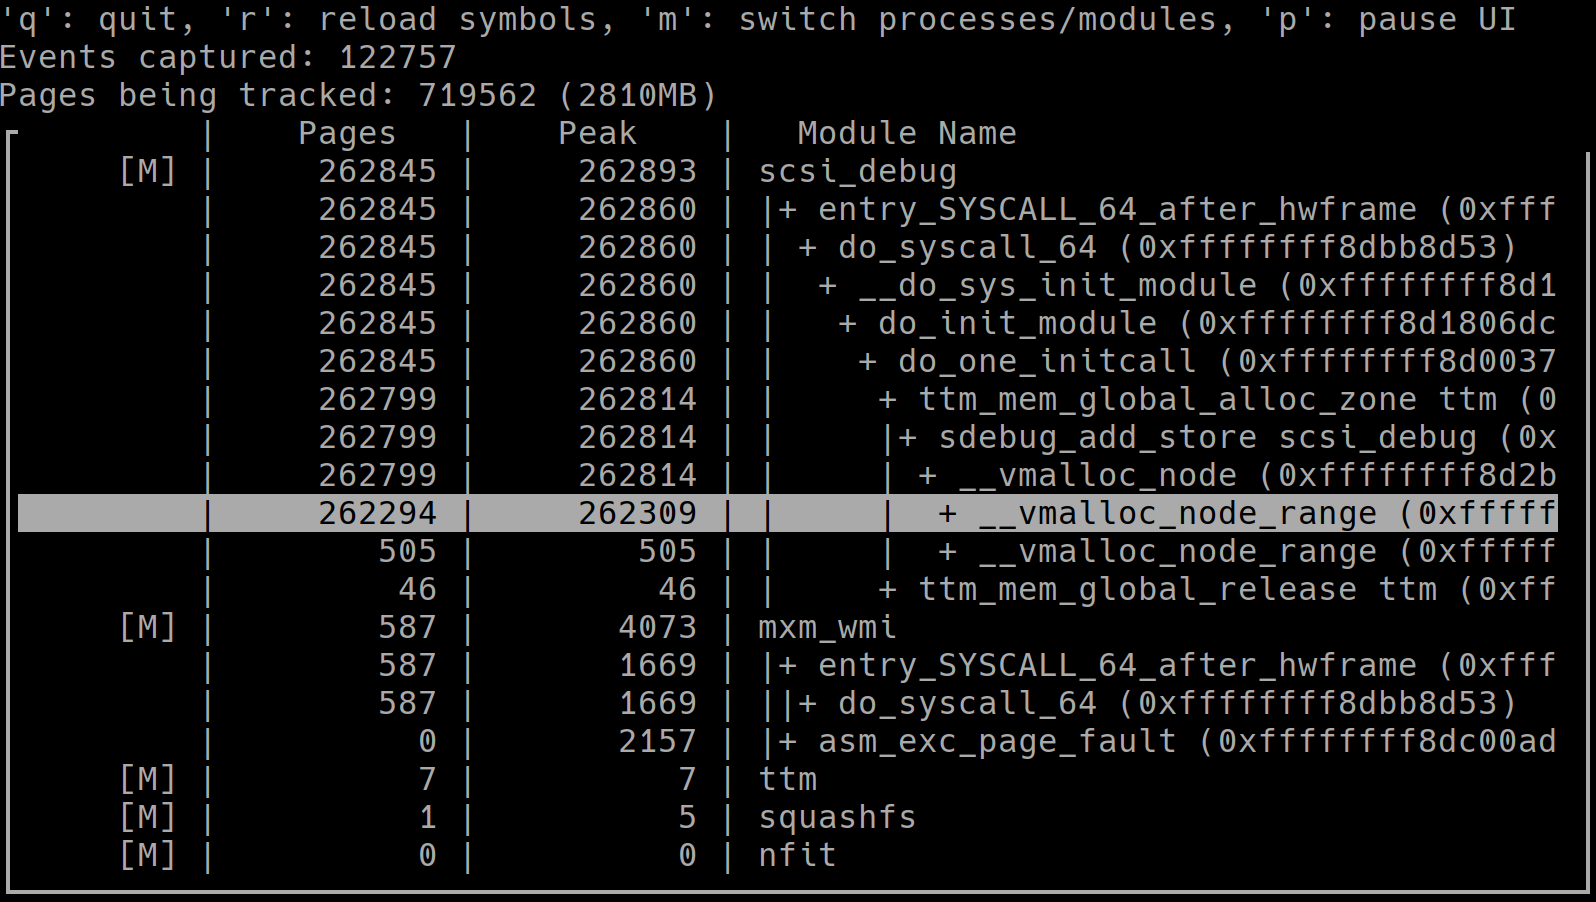 'q': quit, 'r': reload symbols, 'm': switch processes/modules, 'p': pause UI
Events captured: 122757
Pages being tracked: 719562 (2810MB)
| Pages | Peak | Module Name
[M] | 262845 | 262893 | scsi_debug
| 262845 | 262860 | |+ entry_SYSCALL_64_after_hwframe (0xfff
| 262845 | 262860 | | + do_syscall_64 (0xffffffff8dbb8d53)
| 262845 | 262860 | | + __do_sys_init_module (0xffffffff8d1
| 262845 | 262860 | | + do_init_module (0xffffffff8d1806dc
| 262845 | 262860 | | + do_one_initcall (0xffffffff8d0037
| 262799 | 262814 | | + ttm_mem_global_alloc_zone ttm (0
| 262799 | 262814 | | |+ sdebug_add_store scsi_debug (0x
| 262799 | 262814 | | | + __vmalloc_node (0xffffffff8d2b
| 262294 | 262309 | | | + __vmalloc_node_range (0xfffff
| 505 | 505 | | | + __vmalloc_node_range (0xfffff
| 46 | 46 | | + ttm_mem_global_release ttm (0xff
[M] | 587 | 4073 | mxm_wmi
| 587 | 1669 | |+ entry_SYSCALL_64_after_hwframe (0xfff
| 587 | 1669 | ||+ do_syscall_64 (0xffffffff8dbb8d53)
| 0 | 2157 | |+ asm_exc_page_fault (0xffffffff8dc00ad
[M] | 7 | 7 | ttm
[M] | 1 | 5 | squashfs
[M] | 0 | 0 | nfit